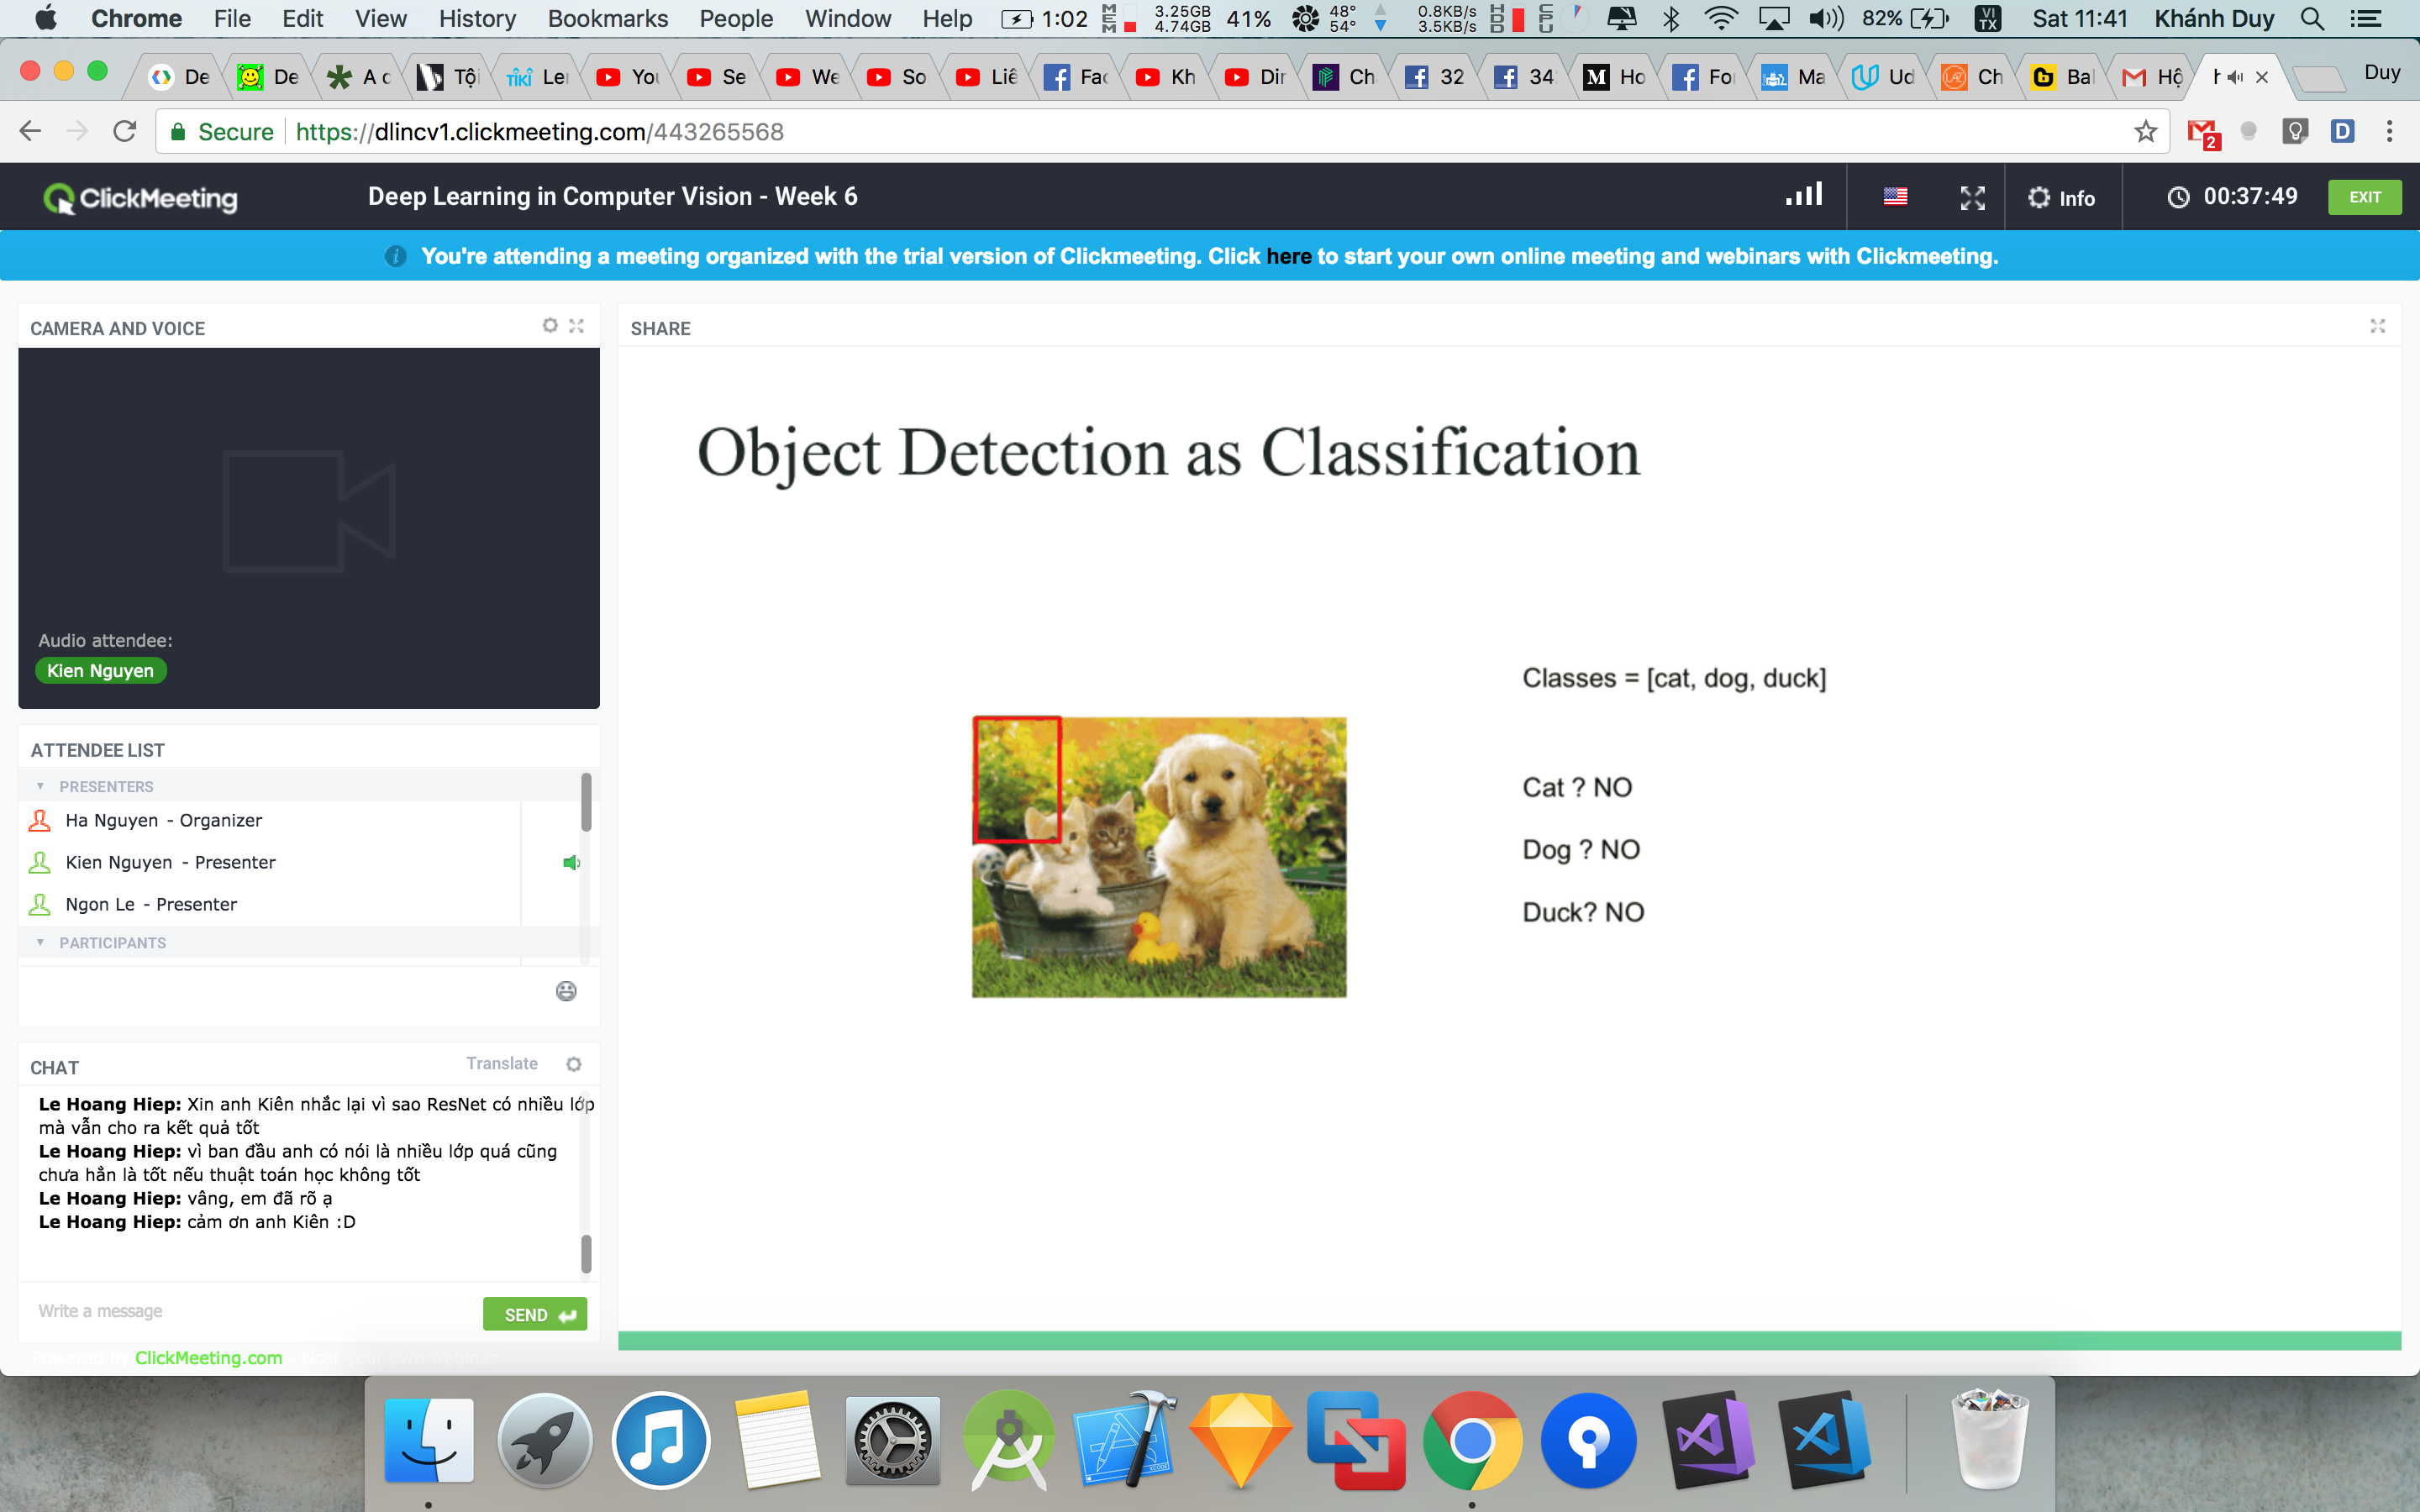 Chrome File Edit View History Bookmarks People Window Help 1:02 MEM 3.25GB 4.74GB 41% 48° 54° 0.8KB/s 3.5KB/s HDD CPU 82% VI TX Sat 11:41 Khánh Duy
De De A c Tội Ler You Se We So Liê Fac Kh Dir Ch 32 34 Ho Fo Ma Ud Ch Bal Hộ h Duy
Secure https://dlincv1.clickmeeting.com/443265568 2 D
ClickMeeting Deep Learning in Computer Vision - Week 6 Info 00:37:49 EXIT
You're attending a meeting organized with the trial version of Clickmeeting. Click here to start your own online meeting and webinars with Clickmeeting.
CAMERA AND VOICE
Audio attendee:
Kien Nguyen
ATTENDEE LIST
PRESENTERS
Ha Nguyen - Organizer
Kien Nguyen - Presenter
Ngon Le - Presenter
PARTICIPANTS
CHAT Translate
Le Hoang Hiep: Xin anh Kiên nhắc lại vì sao ResNet có nhiều lớp
mà vẫn cho ra kết quả tốt
Le Hoang Hiep: vì ban đầu anh có nói là nhiều lớp quá cũng
chưa hẳn là tốt nếu thuật toán học không tốt
Le Hoang Hiep: vâng, em đã rõ ạ
Le Hoang Hiep: cảm ơn anh Kiên :D
Write a message SEND
Powered by ClickMeeting.com - Host your own webinar
SHARE
Object Detection as Classification
Classes = [cat, dog, duck]
Cat ? NO
Dog ? NO
Duck? NO